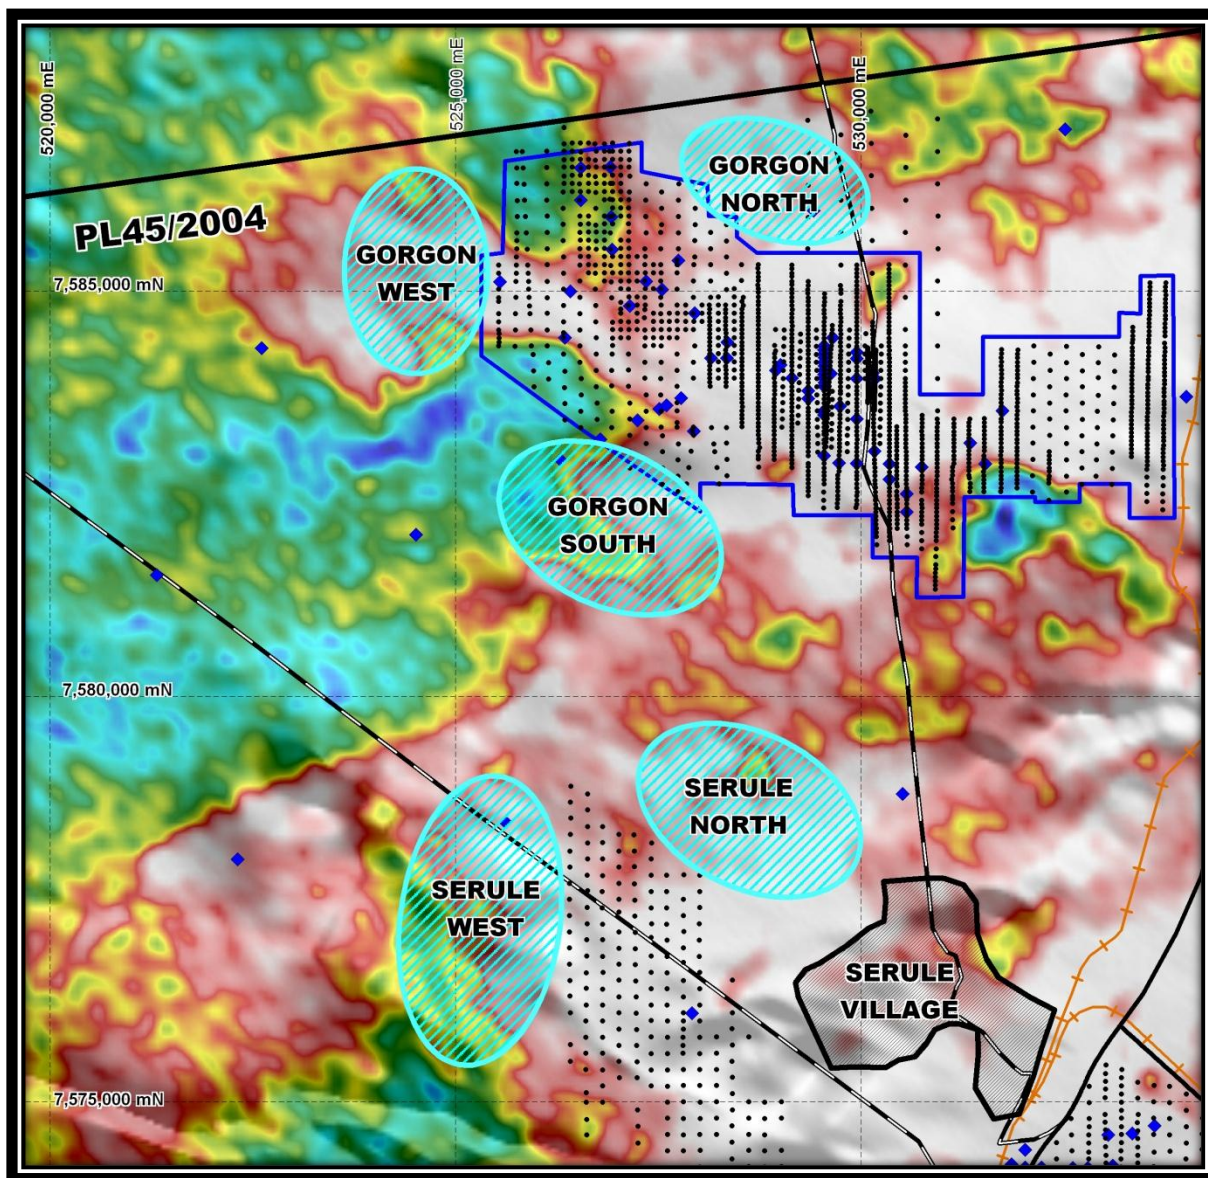 520,000 mE
525,000 mE
530,000 mE
PL45/2004
GORGON
NORTH
GORGON
WEST
7,585,000 mN
GORGON
SOUTH
7,580,000 mN
SERULE
NORTH
SERULE
WEST
SERULE
VILLAGE
7,575,000 mN